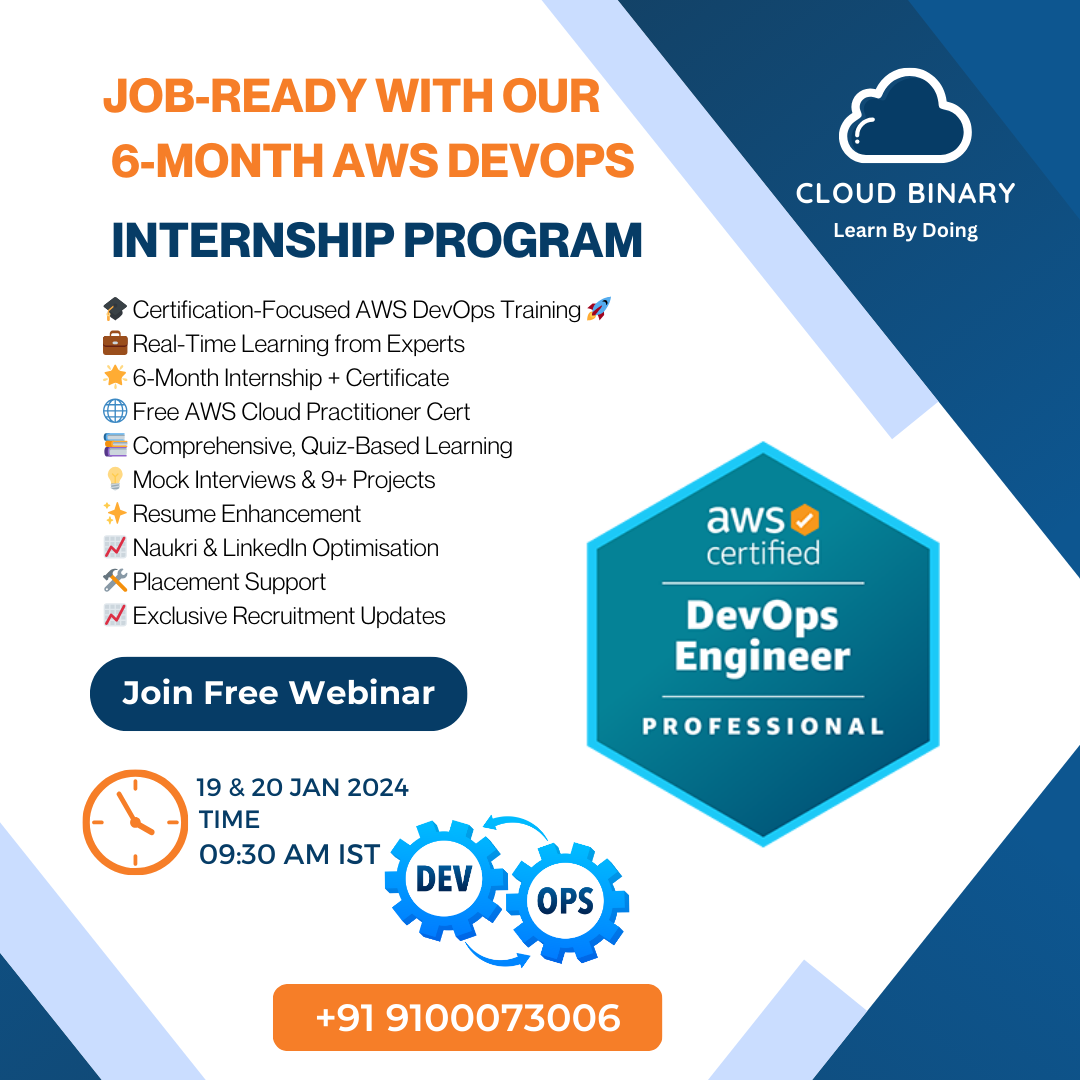 JOB-READY WITH OUR
6-MONTH AWS DEVOPS
INTERNSHIP PROGRAM
CLOUD BINARY
Learn By Doing
🎓 Certification-Focused AWS DevOps Training 🚀
💼 Real-Time Learning from Experts
🌟 6-Month Internship + Certificate
🌐 Free AWS Cloud Practitioner Cert
📚 Comprehensive, Quiz-Based Learning
💡 Mock Interviews & 9+ Projects
✨ Resume Enhancement
📈 Naukri & LinkedIn Optimisation
🛠 Placement Support
📈 Exclusive Recruitment Updates
aws
certified
DevOps
Engineer
PROFESSIONAL
Join Free Webinar
19 & 20 JAN 2024
TIME
09:30 AM IST
DEV
OPS
+91 9100073006